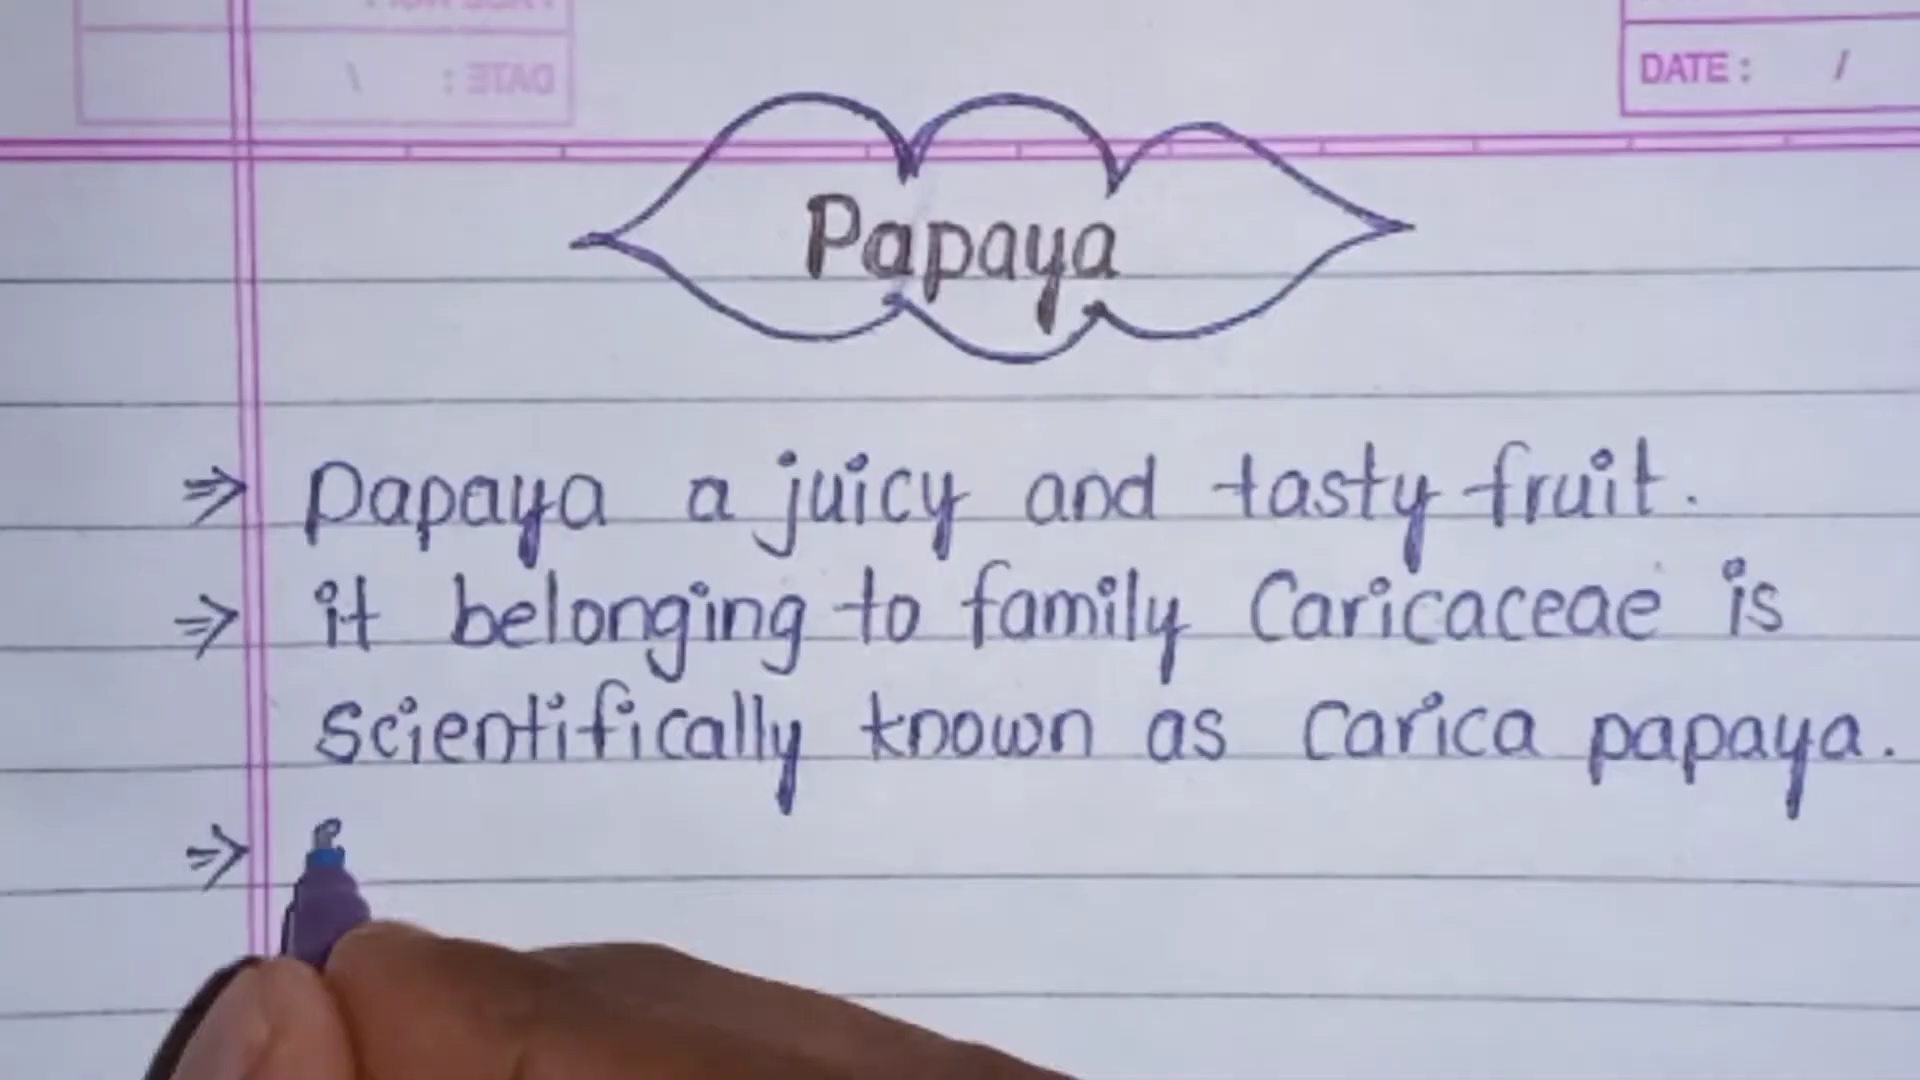 DATE : /
Papaya
⇒ Papaya a juicy and tasty fruit.
⇒ it belonging to family Caricaceae is
scientifically known as carica papaya.
⇒